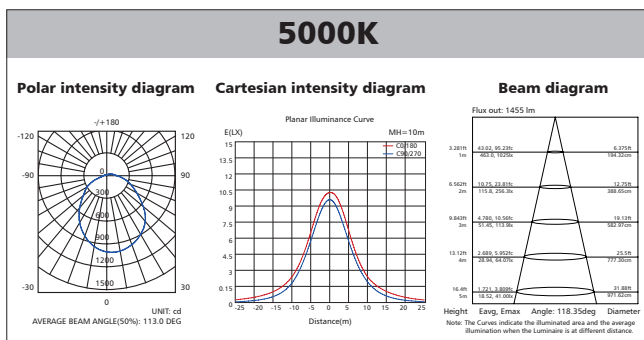 5000K
Polar intensity diagram
Cartesian intensity diagram
Beam diagram
-/+180
-120
120
-90
90
-30
30
0
0
300
600
900
1200
1500
UNIT: cd
AVERAGE BEAM ANGLE(50%): 113.0 DEG
Planar Illuminance Curve
E(LX)
MH=10m
C0/180
C90/270
15
13.5
12
10.5
9
7.5
6
4.5
3
0.15
0
-25 -20 -15 -10 -5 0 5 10 15 20 25
Distance(m)
Flux out: 1455 lm
3.281ft 43.02, 95.23fc 6.375ft
1m 463.0, 1025lx 194.32cm
6.562ft 10.75, 23.81fc 12.75ft
2m 115.8, 256.3lx 388.65cm
9.843ft 4.780, 10.56fc 19.13ft
3m 51.45, 113.9lx 582.97cm
13.12ft 2.689, 5.952fc 25.5ft
4m 28.94, 64.07lx 777.30cm
16.4ft 1.721, 3.809fc 31.88ft
5m 18.52, 41.00lx 971.62cm
Height Eavg, Emax Angle: 118.35deg Diameter
Note: The Curves indicate the illuminated area and the average
illumination when the Luminaire is at different distance.